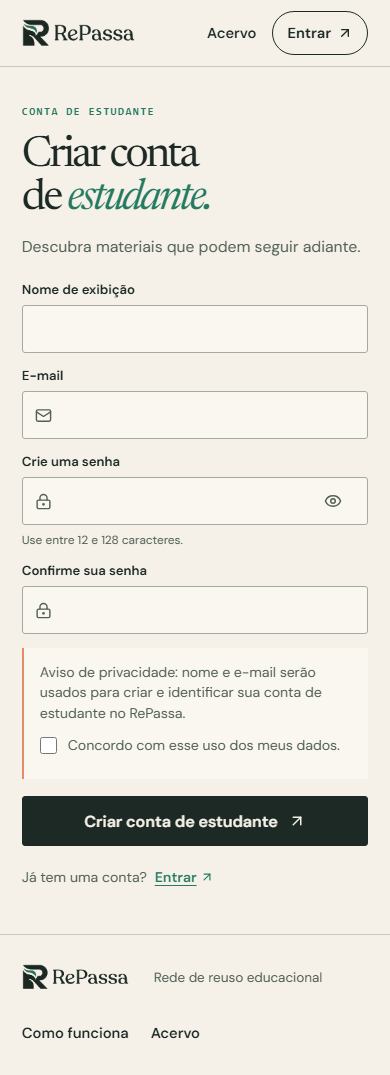 RePassa
Acervo
Entrar
CONTA DE ESTUDANTE
Criar conta
de estudante.
Descubra materiais que podem seguir adiante.
Nome de exibição
E-mail
Crie uma senha
Use entre 12 e 128 caracteres.
Confirme sua senha
Aviso de privacidade: nome e e-mail serão
usados para criar e identificar sua conta de
estudante no RePassa.
Concordo com esse uso dos meus dados.
Criar conta de estudante
Já tem uma conta? Entrar
RePassa
Rede de reuso educacional
Como funciona
Acervo